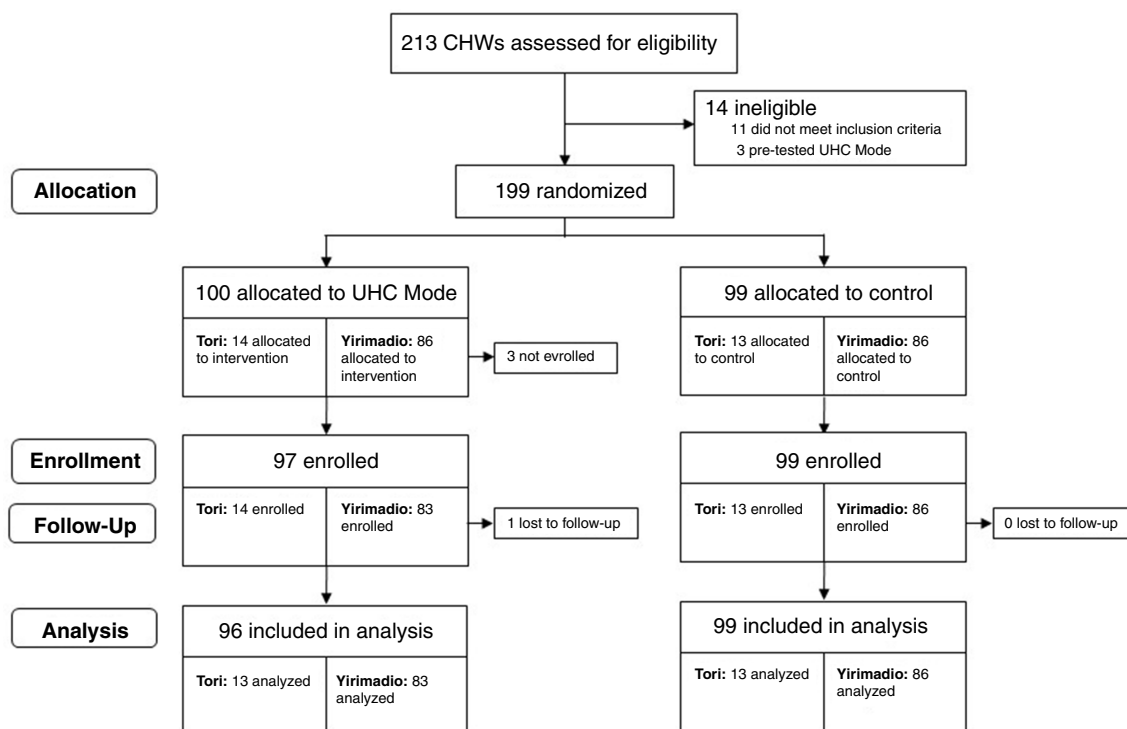 213 CHWs assessed for eligibility
14 ineligible
11 did not meet inclusion criteria
3 pre-tested UHC Mode
Allocation
199 randomized
100 allocated to UHC Mode
Tori: 14 allocated
to intervention
Yirimadio: 86
allocated to
intervention
3 not evrolled
99 allocated to control
Tori: 13 allocated
to control
Yirimadio: 86
allocated to
control
Enrollment
97 enrolled
99 enrolled
Follow-Up
Tori: 14 enrolled
Yirimadio: 83
enrolled
1 lost to follow-up
Tori: 13 enrolled
Yirimadio: 86
enrolled
0 lost to follow-up
Analysis
96 included in analysis
Tori: 13 analyzed
Yirimadio: 83
analyzed
99 included in analysis
Tori: 13 analyzed
Yirimadio: 86
analyzed